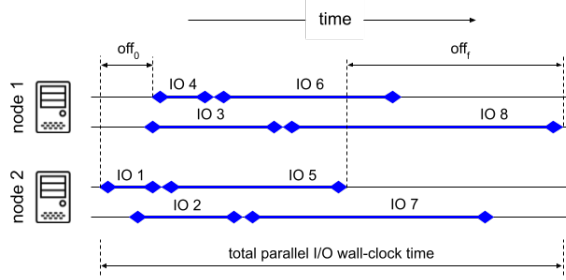 time
off₀
off_f
node 1
IO 4
IO 6
IO 3
IO 8
node 2
IO 1
IO 5
IO 2
IO 7
total parallel I/O wall-clock time